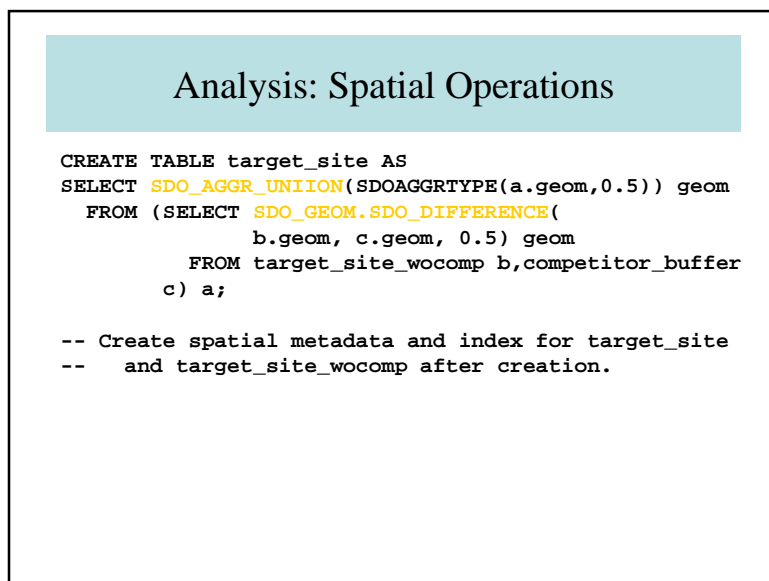 Analysis: Spatial Operations
CREATE TABLE target_site AS
SELECT SDO_AGGR_UNIION(SDOAGGRTYPE(a.geom,0.5)) geom
FROM (SELECT SDO_GEOM.SDO_DIFFERENCE(
b.geom, c.geom, 0.5) geom
FROM target_site_wocomp b,competitor_buffer
c) a;
-- Create spatial metadata and index for target_site
-- and target_site_wocomp after creation.